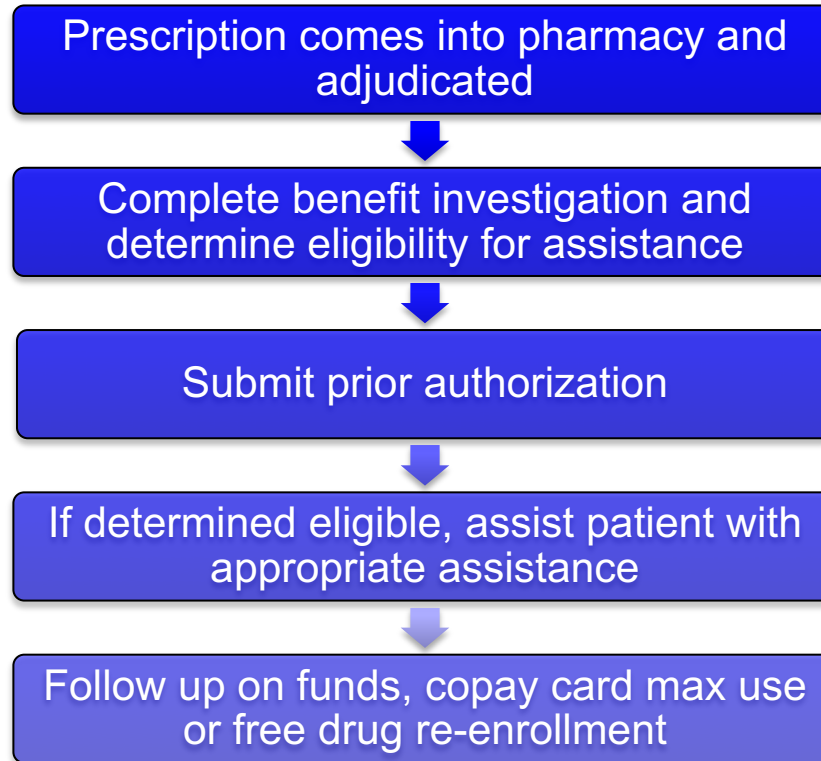 Prescription comes into pharmacy and
adjudicated
Complete benefit investigation and
determine eligibility for assistance
Submit prior authorization
If determined eligible, assist patient with
appropriate assistance
Follow up on funds, copay card max use
or free drug re-enrollment